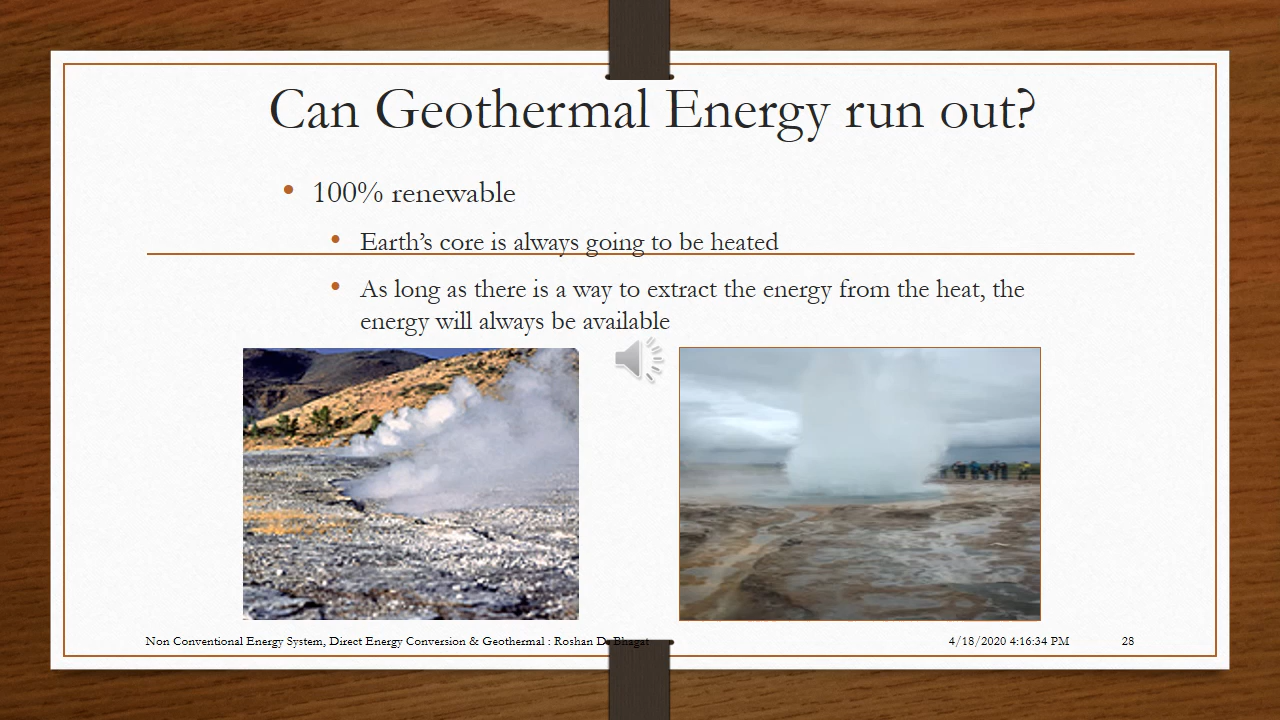 Can Geothermal Energy run out?
• 100% renewable
• Earth’s core is always going to be heated
• As long as there is a way to extract the energy from the heat, the
energy will always be available
Non Conventional Energy System, Direct Energy Conversion & Geothermal : Roshan D. Bhagat
4/18/2020 4:16:34 PM
28